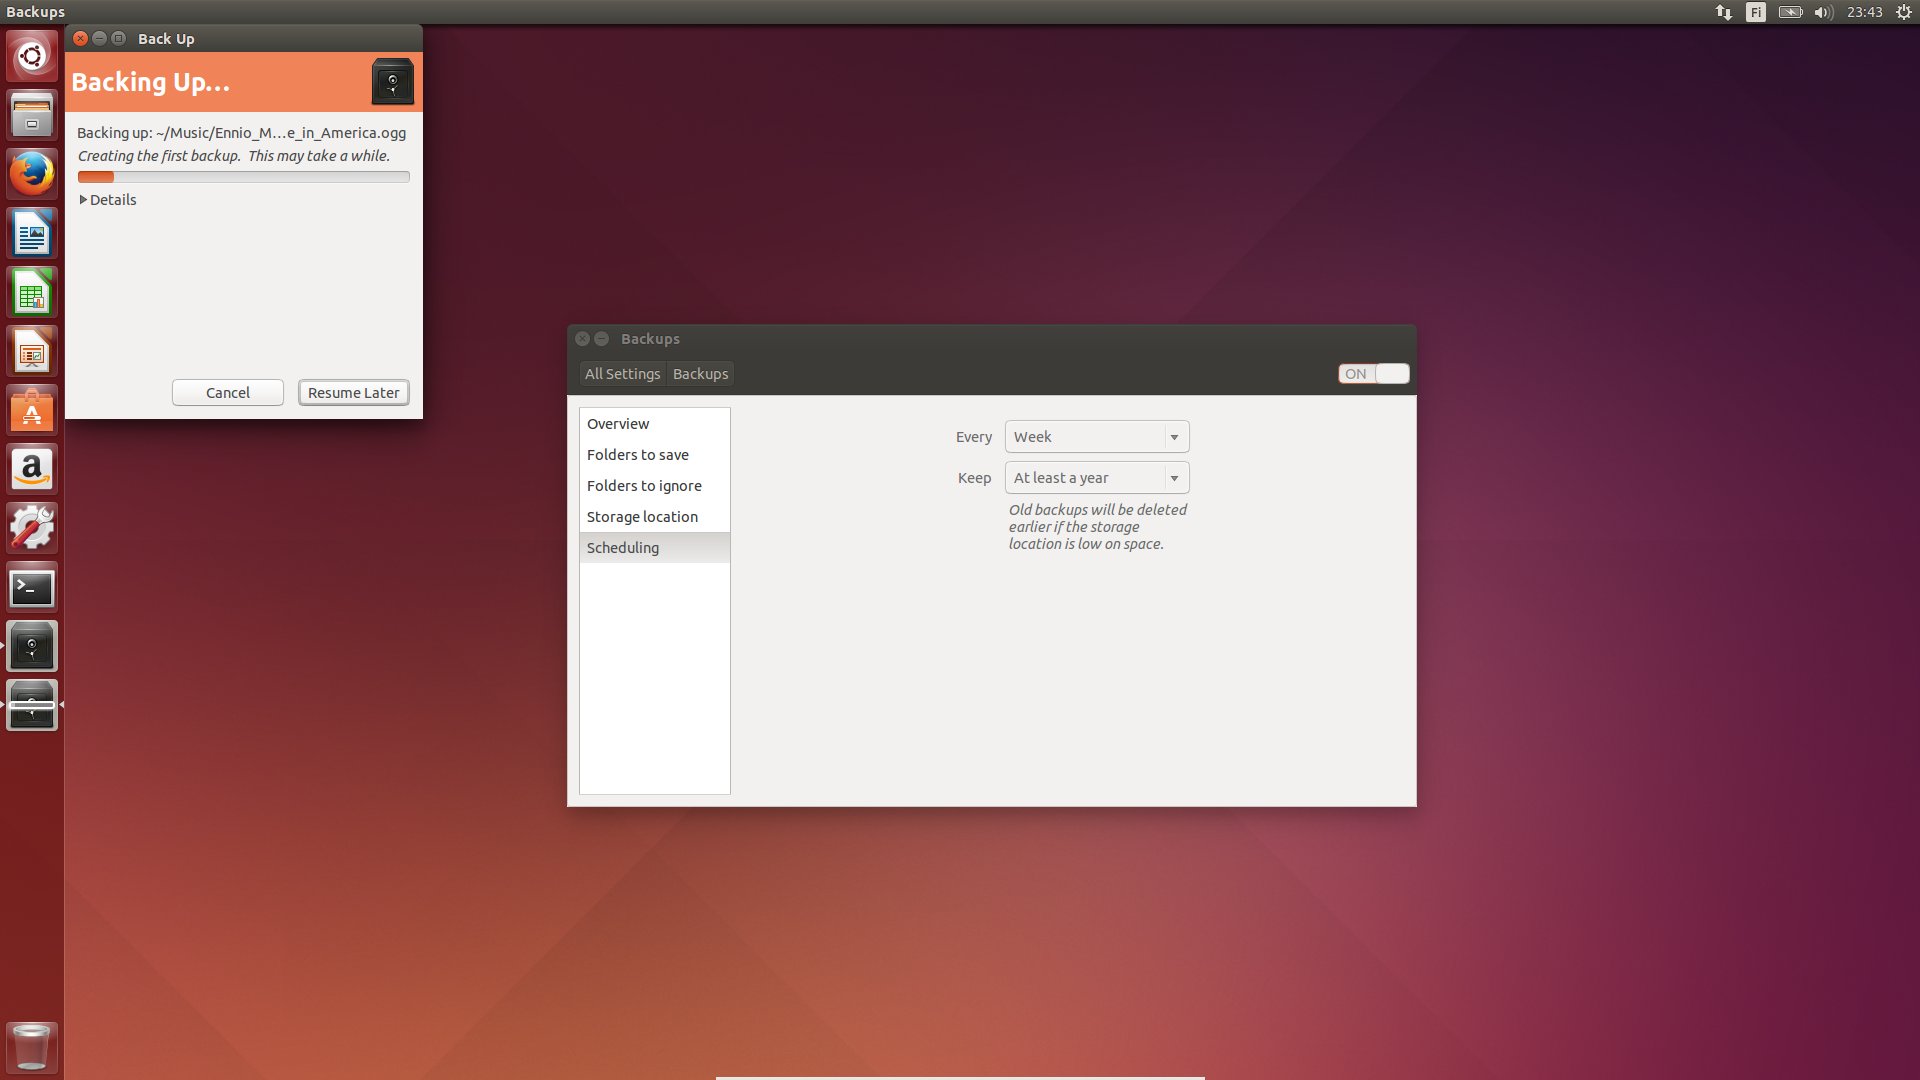 Backups
Fi
23:43
Back Up
Backing Up...
Backing up: ~/Music/Ennio_M...e_in_America.ogg
Creating the first backup.  This may take a while.
Details
Cancel
Resume Later
Backups
All Settings
Backups
ON
Overview
Folders to save
Folders to ignore
Storage location
Scheduling
Every
Week
Keep
At least a year
Old backups will be deleted
earlier if the storage
location is low on space.